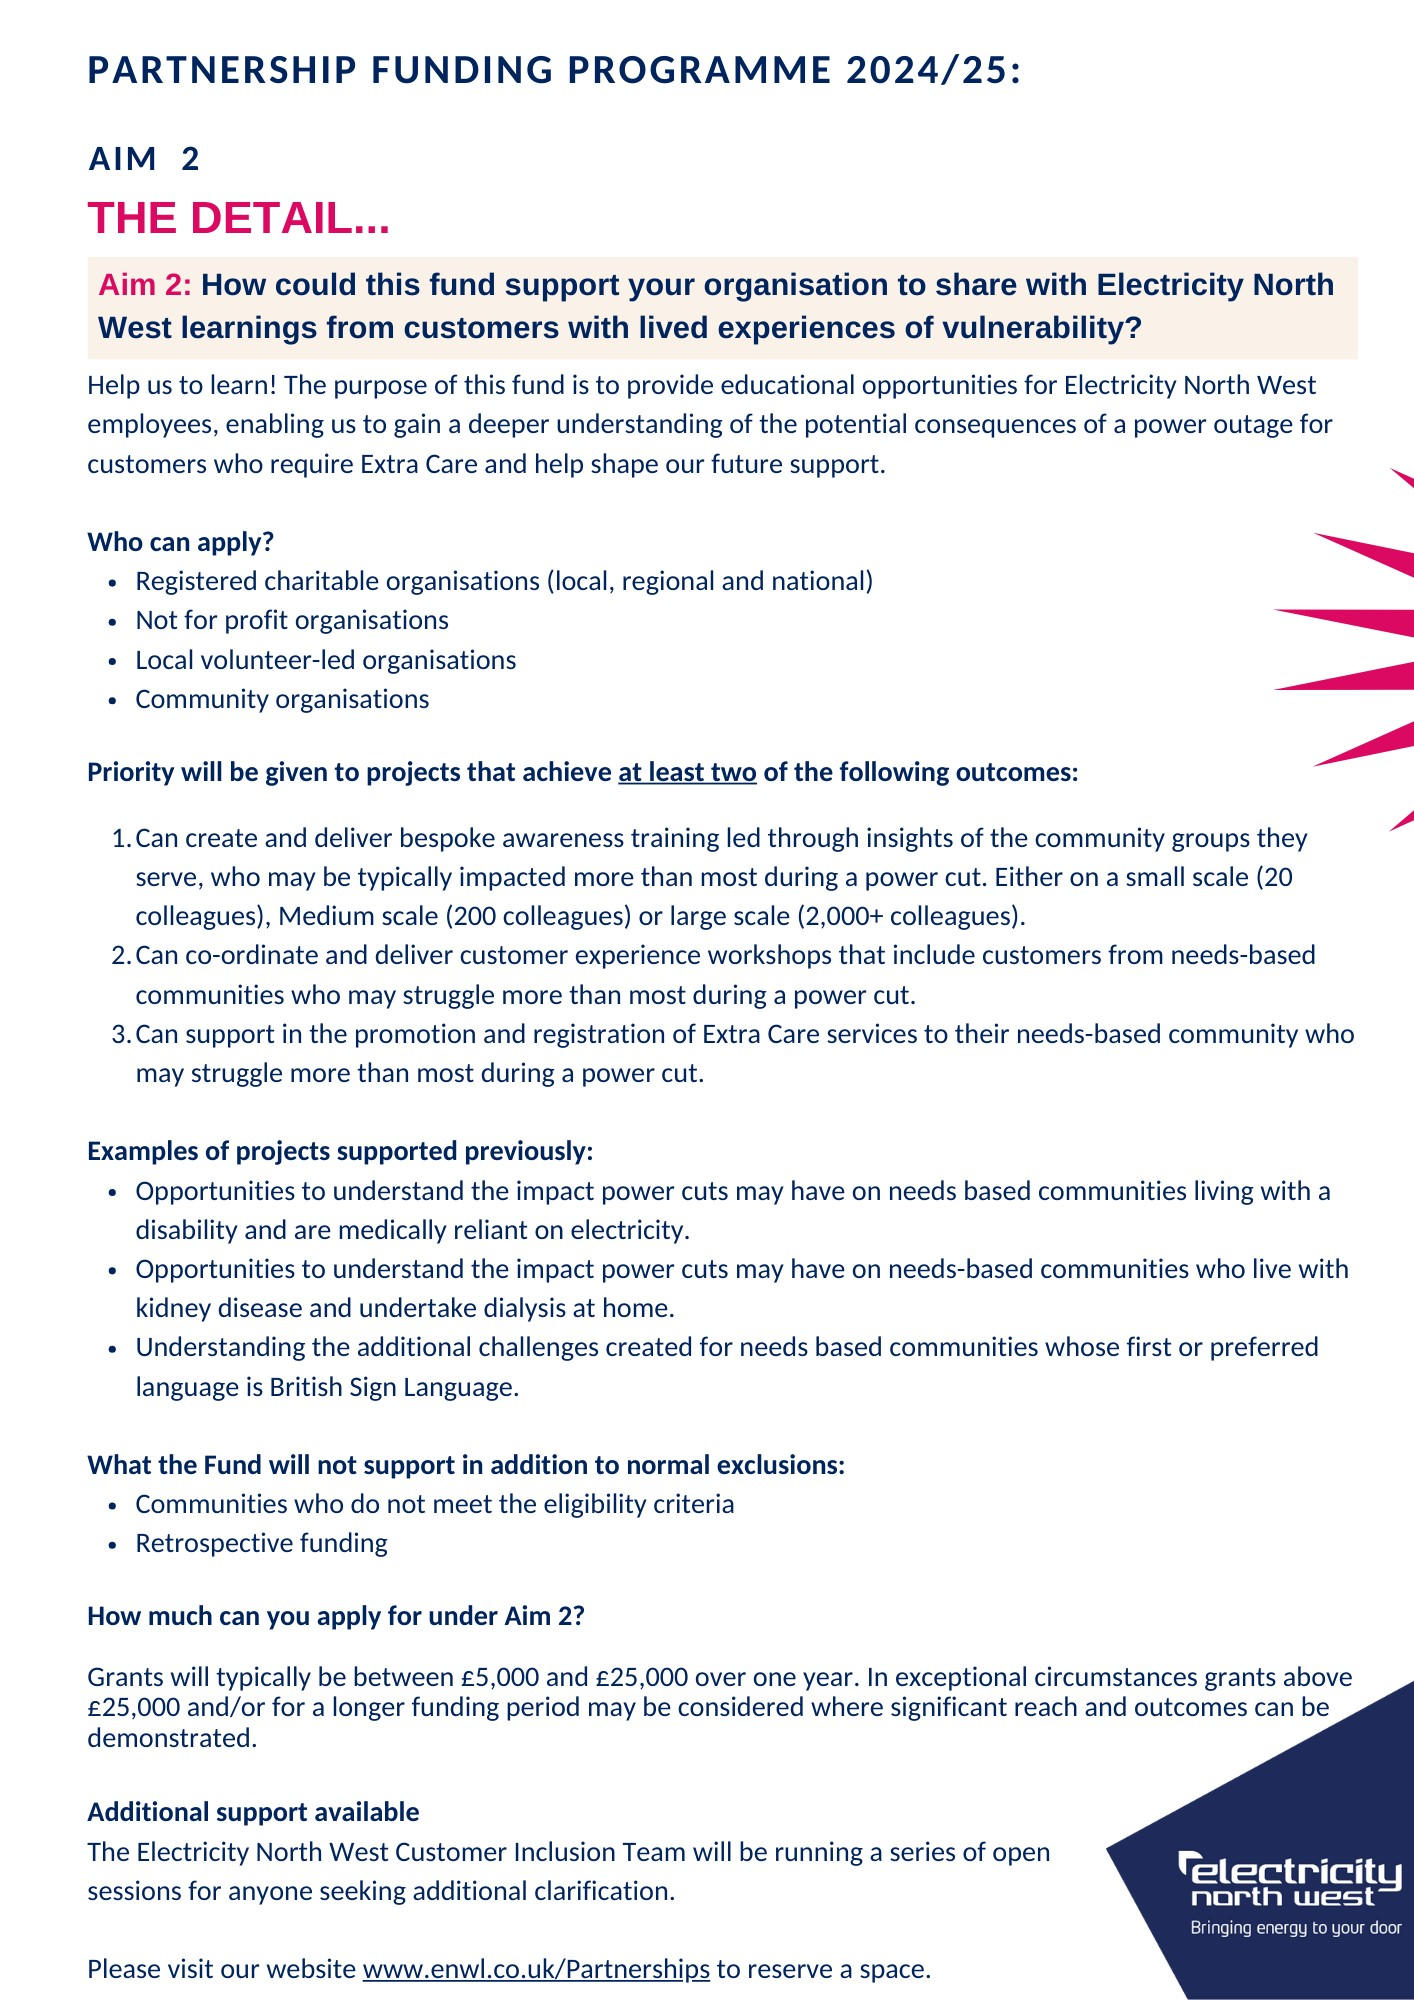 PARTNERSHIP FUNDING PROGRAMME 2024/25:
AIM 2
THE DETAIL...
Aim 2: How could this fund support your organisation to share with Electricity North
West learnings from customers with lived experiences of vulnerability?
Help us to learn! The purpose of this fund is to provide educational opportunities for Electricity North West
employees, enabling us to gain a deeper understanding of the potential consequences of a power outage for
customers who require Extra Care and help shape our future support.
Who can apply?
• Registered charitable organisations (local, regional and national)
• Not for profit organisations
• Local volunteer-led organisations
• Community organisations
Priority will be given to projects that achieve at least two of the following outcomes:
1. Can create and deliver bespoke awareness training led through insights of the community groups they
serve, who may be typically impacted more than most during a power cut. Either on a small scale (20
colleagues), Medium scale (200 colleagues) or large scale (2,000+ colleagues).
2. Can co-ordinate and deliver customer experience workshops that include customers from needs-based
communities who may struggle more than most during a power cut.
3. Can support in the promotion and registration of Extra Care services to their needs-based community who
may struggle more than most during a power cut.
Examples of projects supported previously:
• Opportunities to understand the impact power cuts may have on needs based communities living with a
disability and are medically reliant on electricity.
• Opportunities to understand the impact power cuts may have on needs-based communities who live with
kidney disease and undertake dialysis at home.
• Understanding the additional challenges created for needs based communities whose first or preferred
language is British Sign Language.
What the Fund will not support in addition to normal exclusions:
• Communities who do not meet the eligibility criteria
• Retrospective funding
How much can you apply for under Aim 2?
Grants will typically be between £5,000 and £25,000 over one year. In exceptional circumstances grants above
£25,000 and/or for a longer funding period may be considered where significant reach and outcomes can be
demonstrated.
Additional support available
The Electricity North West Customer Inclusion Team will be running a series of open
sessions for anyone seeking additional clarification.
Please visit our website www.enwl.co.uk/Partnerships to reserve a space.
electricity
north west
Bringing energy to your door